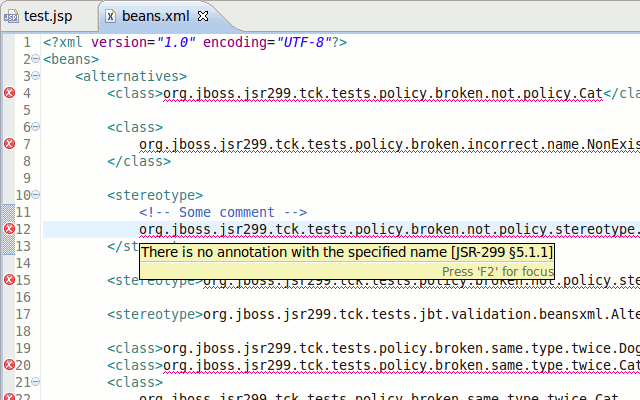 test.jsp
beans.xml
1 <?xml version="1.0" encoding="UTF-8"?>
2 <beans>
3 <alternatives>
4 <class>org.jboss.jsr299.tck.tests.policy.broken.not.policy.Cat</cla
5
6 <class>
7 org.jboss.jsr299.tck.tests.policy.broken.incorrect.name.NonExis
8 </class>
9
10 <stereotype>
11 <!-- Some comment -->
12 org.jboss.jsr299.tck.tests.policy.broken.not.policy.stereotype.
13 </
There is no annotation with the specified name [JSR-299 §5.1.1]
Press 'F2' for focus
14
15 <stereotype>org.jboss.jsr299.tck.tests.policy.broken.not.policy.ste
16
17 <stereotype>org.jboss.jsr299.tck.tests.jbt.validation.beansxml.Alte
18
19 <class>org.jboss.jsr299.tck.tests.policy.broken.same.type.twice.Dog
20 <class>org.jboss.jsr299.tck.tests.policy.broken.same.type.twice.Cat
21 <class>
22 org.jboss.jsr299.tck.tests.policy.broken.same.type.twice.Cat